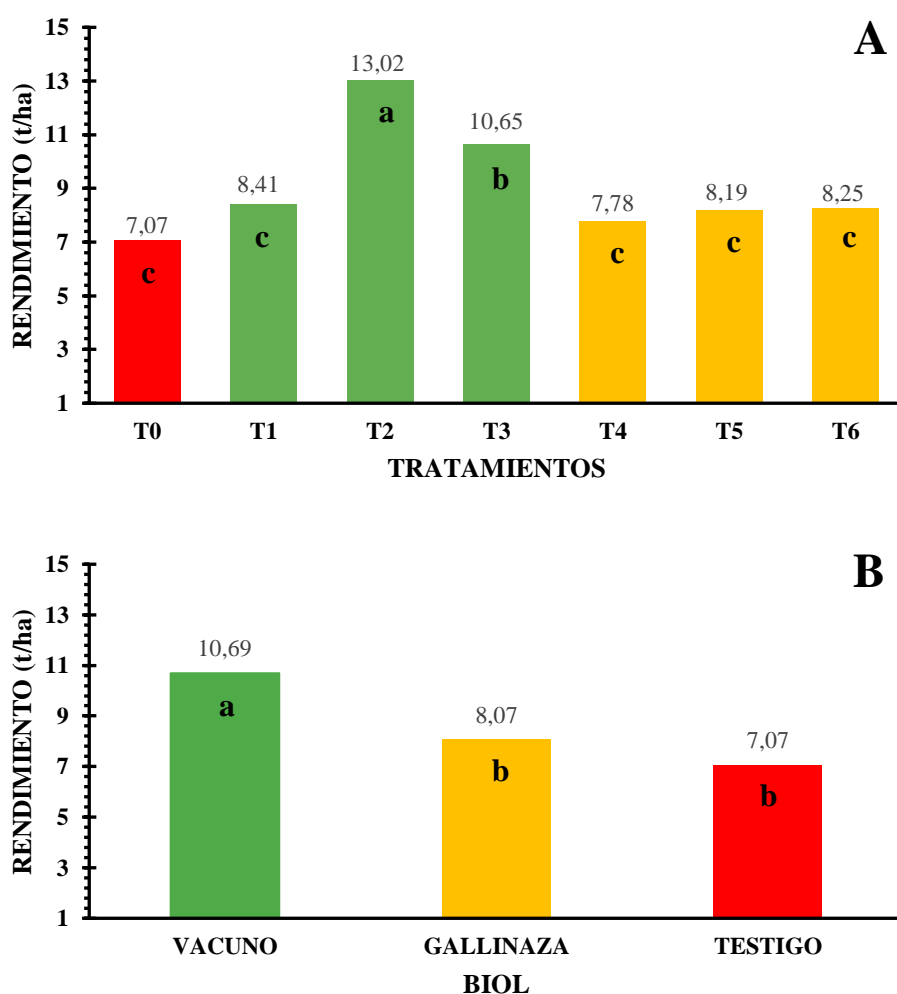 A
RENDIMIENTO (t/ha)
15
13
11
9
7
5
3
1
7,07
8,41
13,02
10,65
7,78
8,19
8,25
c
c
a
b
c
c
c
T0 T1 T2 T3 T4 T5 T6
TRATAMIENTOS
B
RENDIMIENTO (t/ha)
15
13
11
9
7
5
3
1
10,69
8,07
7,07
a
b
b
VACUNO GALLINAZA TESTIGO
BIOL